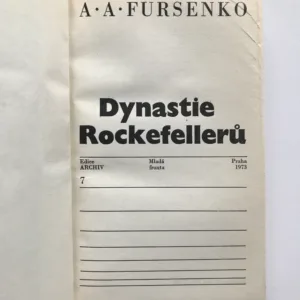 A · A · FURSENKO
Dynastie
Rockefellerů
Edice Mladá Praha
ARCHIV fronta 1973
7